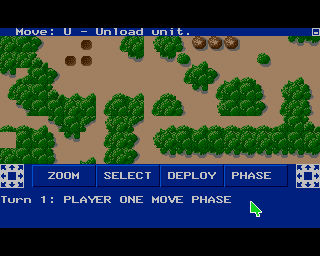 Move: U - Unload unit.
ZOOM SELECT DEPLOY PHASE
Turn 1: PLAYER ONE MOVE PHASE